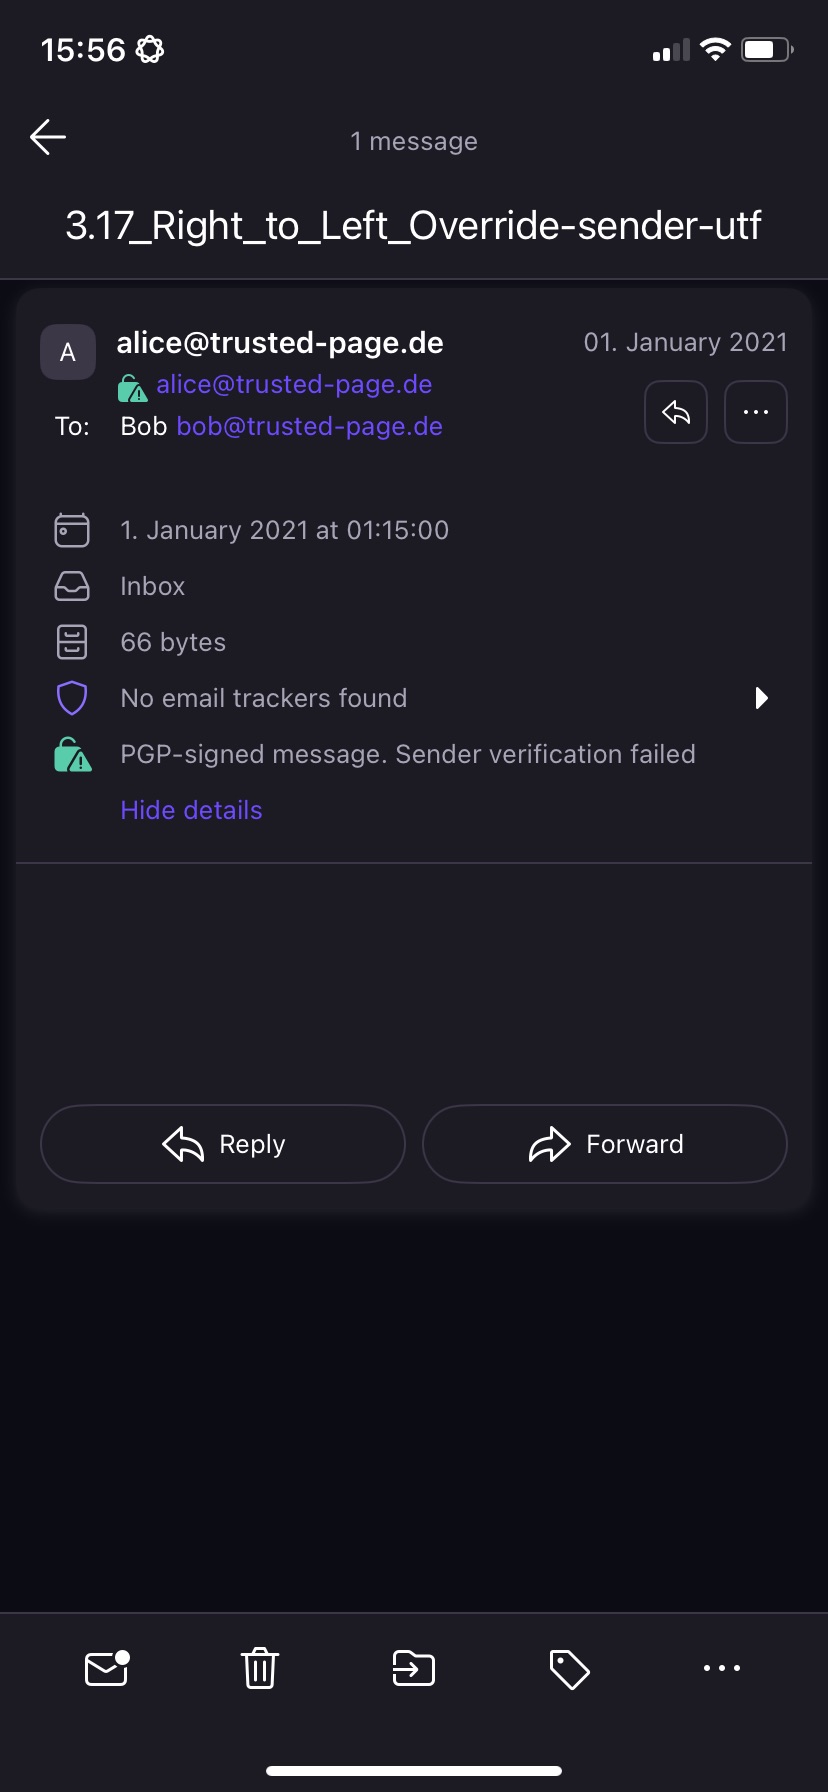 15:56
1 message
3.17_Right_to_Left_Override-sender-utf
A
alice@trusted-page.de
01. January 2021
alice@trusted-page.de
To: Bob bob@trusted-page.de
1. January 2021 at 01:15:00
Inbox
66 bytes
No email trackers found
PGP-signed message. Sender verification failed
Hide details
Reply
Forward